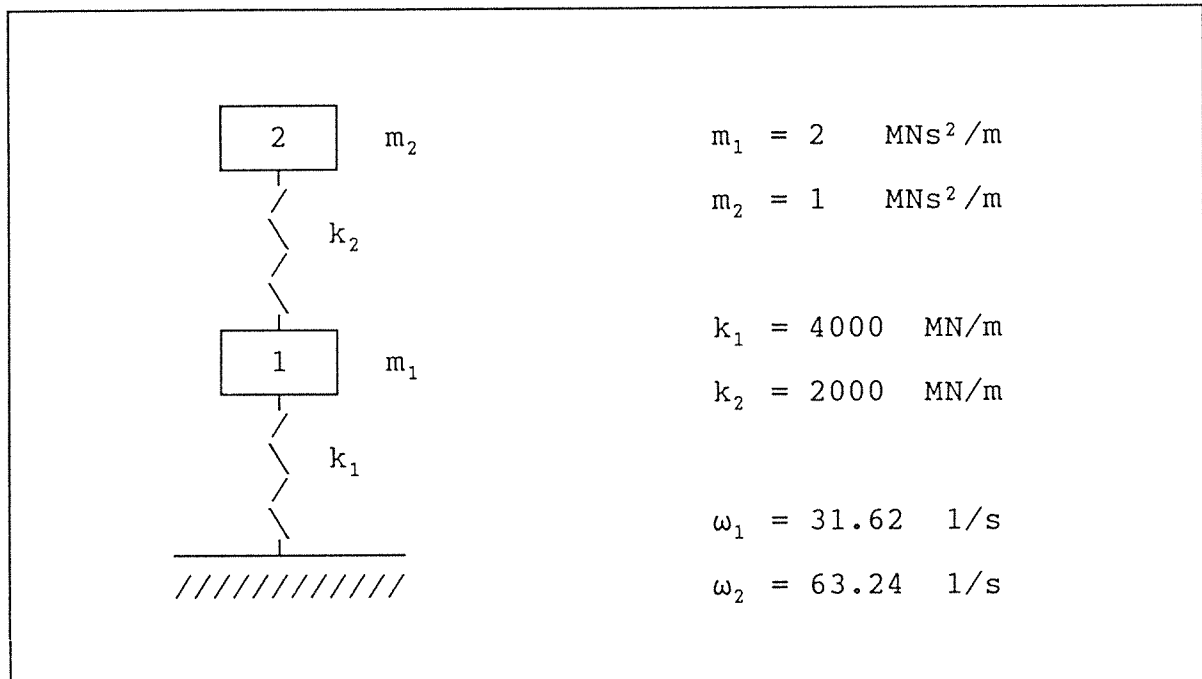 2 m₂
k₂
1 m₁
k₁
m₁ = 2 MNs²/m
m₂ = 1 MNs²/m
k₁ = 4000 MN/m
k₂ = 2000 MN/m
ω₁ = 31.62 1/s
ω₂ = 63.24 1/s